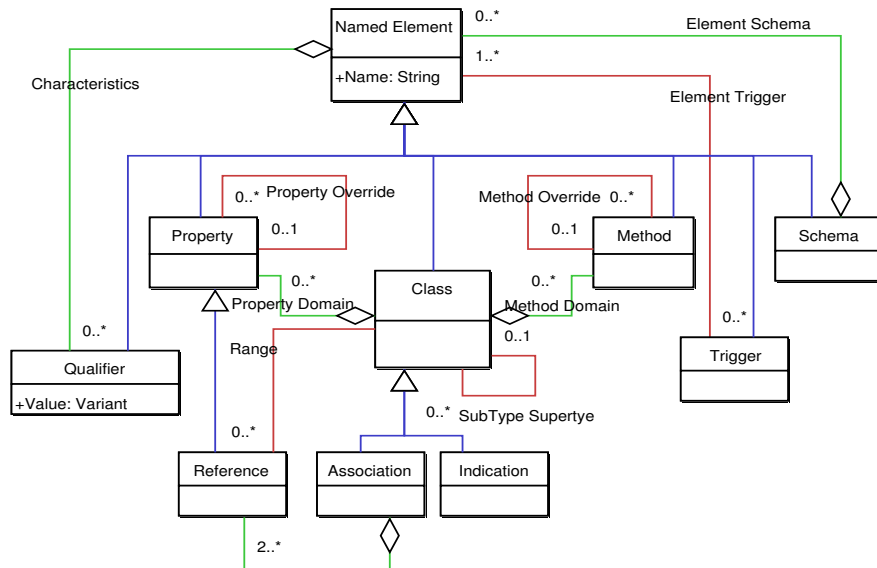 0..*
Element Schema
Named Element
1..*
+Name: String
Characteristics
Element Trigger
0..*
Property Override
Method Override
0..*
Property
0..1
0..1
Method
Schema
0..*
Class
0..*
Property Domain
Method Domain
0..*
Range
0..1
0..*
Qualifier
Trigger
+Value: Variant
0..*
SubType Supertye
0..*
Reference
Association
Indication
2..*